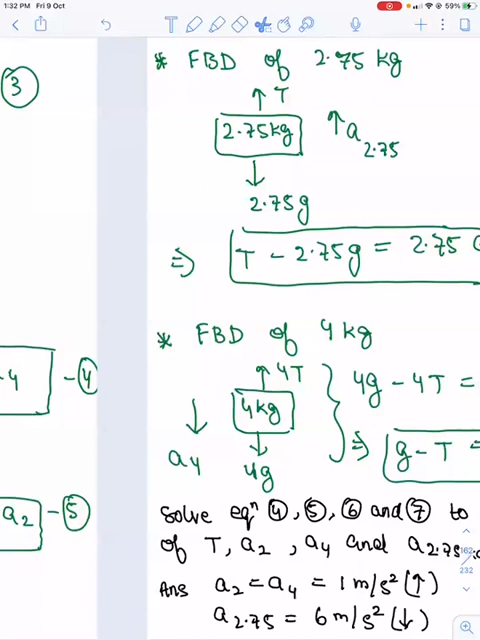 1:32 PM Fri 9 Oct
59%
3
* FBD of 2.75 kg
↑ T
2.75kg
↑ a 2.75
2.75g
⇒ T - 2.75g = 2.75
* FBD of 4 kg
4T
4kg
a4
4g
4g - 4T =
⇒ g - T =
-4
- 4
a2
- 5
Solve eqn 4, 5, 6 and 7 to
of T, a2, a4 and a2.75
162
232
Ans a2 = a4 = 1 m/s² (↑)
a2.75 = 6 m/s² (↓)